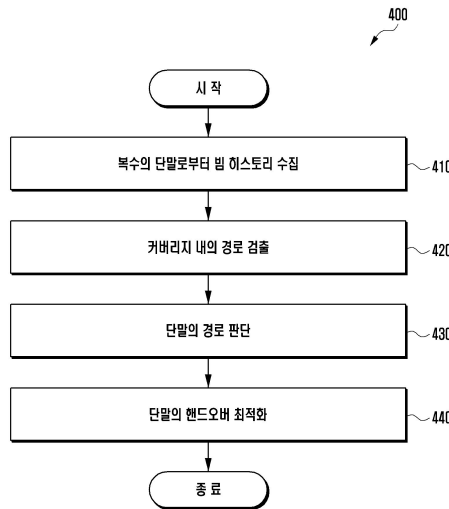 400
시 작
복수의 단말로부터 빔 히스토리 수집
410
커버리지 내의 경로 검출
420
단말의 경로 판단
430
단말의 핸드오버 최적화
440
종 료